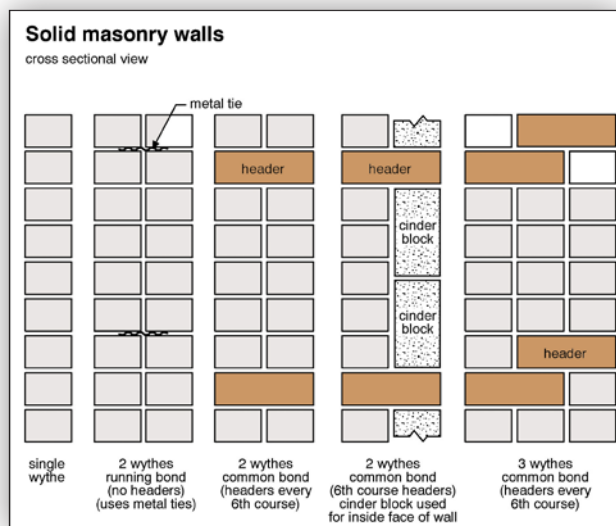 Solid masonry walls
cross sectional view
metal tie
header
header
cinder
block
cinder
block
header
single
wythe
2 wythes
running bond
(no headers)
(uses metal ties)
2 wythes
common bond
(headers every
6th course)
2 wythes
common bond
(6th course headers)
cinder block used
for inside face of wall
3 wythes
common bond
(headers every
6th course)